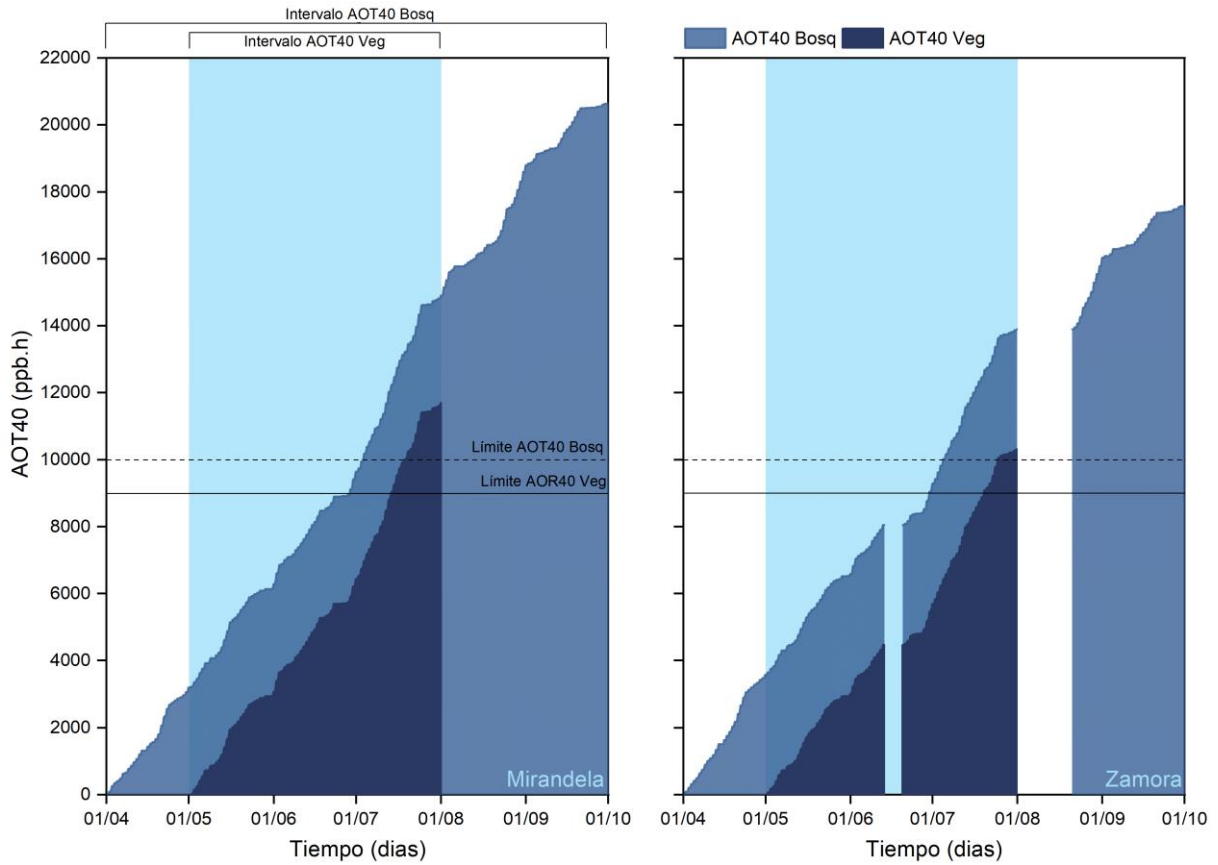 Intervalo AOT40 Bosq
Intervalo AOT40 Veg
AOT40 Bosq
AOT40 Veg
AOT40 (ppb.h)
22000
20000
18000
16000
14000
12000
10000
8000
6000
4000
2000
0
Límite AOT40 Bosq
Límite AOR40 Veg
Mirandela
01/04 01/05 01/06 01/07 01/08 01/09 01/10
Tiempo (dias)
Zamora
01/04 01/05 01/06 01/07 01/08 01/09 01/10
Tiempo (dias)